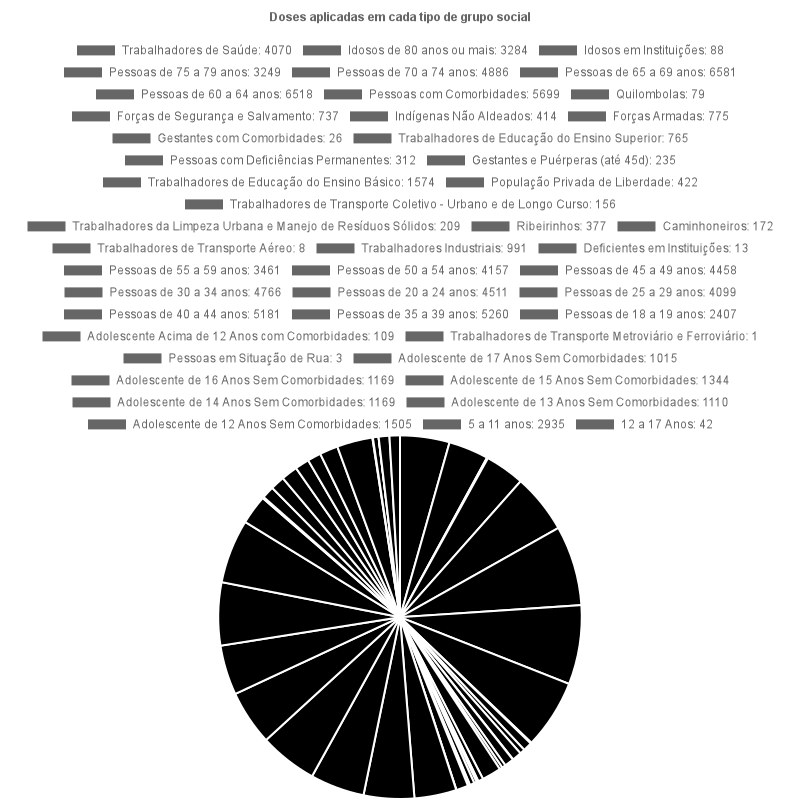 Doses aplicadas em cada tipo de grupo social
Trabalhadores de Saúde: 4070 Idosos de 80 anos ou mais: 3284 Idosos em Instituições: 88
Pessoas de 75 a 79 anos: 3249 Pessoas de 70 a 74 anos: 4886 Pessoas de 65 a 69 anos: 6581
Pessoas de 60 a 64 anos: 6518 Pessoas com Comorbidades: 5699 Quilombolas: 79
Forças de Segurança e Salvamento: 737 Indígenas Não Aldeados: 414 Forças Armadas: 775
Gestantes com Comorbidades: 26 Trabalhadores de Educação do Ensino Superior: 765
Pessoas com Deficiências Permanentes: 312 Gestantes e Puérperas (até 45d): 235
Trabalhadores de Educação do Ensino Básico: 1574 População Privada de Liberdade: 422
Trabalhadores de Transporte Coletivo - Urbano e de Longo Curso: 156
Trabalhadores da Limpeza Urbana e Manejo de Resíduos Sólidos: 209 Ribeirinhos: 377 Caminhoneiros: 172
Trabalhadores de Transporte Aéreo: 8 Trabalhadores Industriais: 991 Deficientes em Instituições: 13
Pessoas de 55 a 59 anos: 3461 Pessoas de 50 a 54 anos: 4157 Pessoas de 45 a 49 anos: 4458
Pessoas de 30 a 34 anos: 4766 Pessoas de 20 a 24 anos: 4511 Pessoas de 25 a 29 anos: 4099
Pessoas de 40 a 44 anos: 5181 Pessoas de 35 a 39 anos: 5260 Pessoas de 18 a 19 anos: 2407
Adolescente Acima de 12 Anos com Comorbidades: 109 Trabalhadores de Transporte Metroviário e Ferroviário: 1
Pessoas em Situação de Rua: 3 Adolescente de 17 Anos Sem Comorbidades: 1015
Adolescente de 16 Anos Sem Comorbidades: 1169 Adolescente de 15 Anos Sem Comorbidades: 1344
Adolescente de 14 Anos Sem Comorbidades: 1169 Adolescente de 13 Anos Sem Comorbidades: 1110
Adolescente de 12 Anos Sem Comorbidades: 1505 5 a 11 anos: 2935 12 a 17 Anos: 42